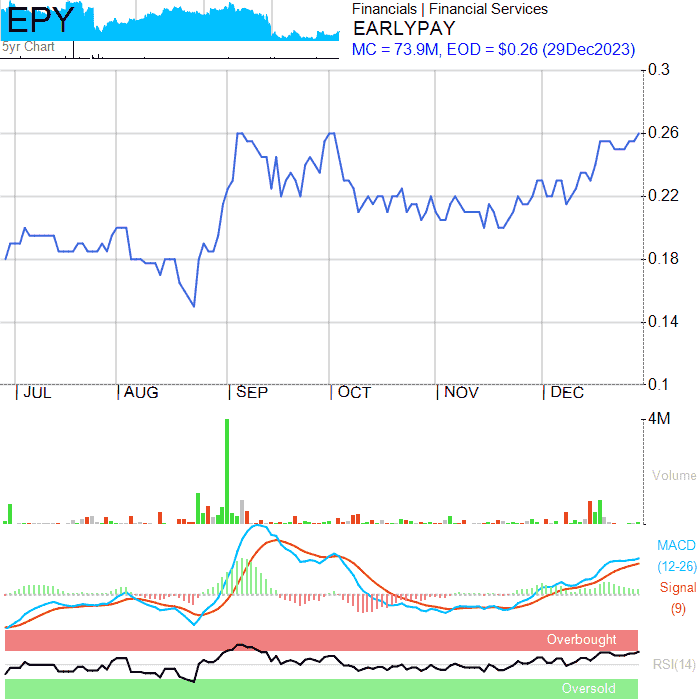 EPY
5yr Chart
Financials | Financial Services
EARLYPAY
MC = 73.9M, EOD = $0.26 (29Dec2023)
0.3
0.26
0.22
0.18
0.14
0.1
JUL AUG SEP OCT NOV DEC
4M
Volume
MACD
(12-26)
Signal
(9)
Overbought
RSI(14)
Oversold